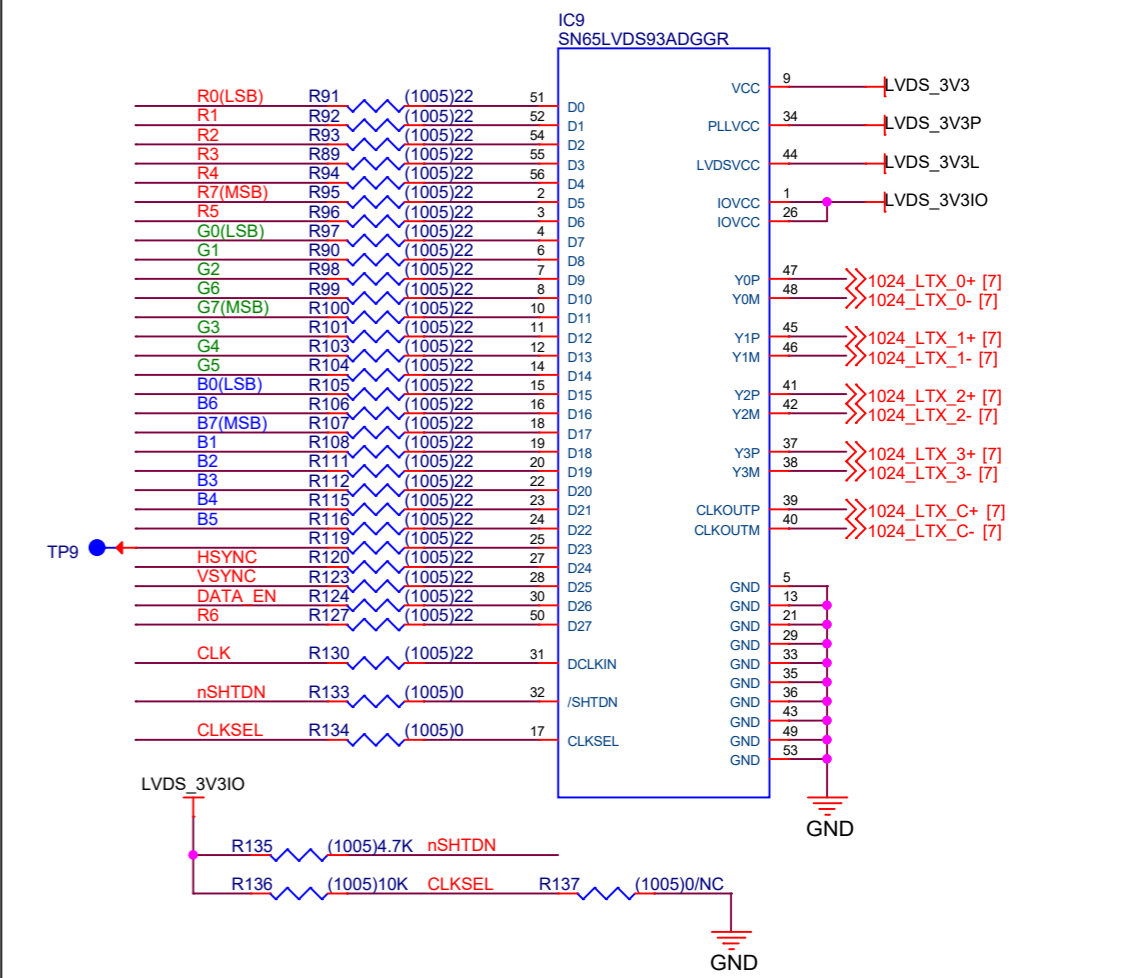 IC9
SN65LVDS93ADGGR
R0(LSB) R91 (1005)22 51 D0
R1 R92 (1005)22 52 D1
R2 R93 (1005)22 54 D2
R3 R89 (1005)22 55 D3
R4 R94 (1005)22 56 D4
R7(MSB) R95 (1005)22 2 D5
R5 R96 (1005)22 3 D6
G0(LSB) R97 (1005)22 4 D7
G1 R90 (1005)22 6 D8
G2 R98 (1005)22 7 D9
G6 R99 (1005)22 8 D10
G7(MSB) R100 (1005)22 10 D11
G3 R101 (1005)22 11 D12
G4 R103 (1005)22 12 D13
G5 R104 (1005)22 14 D14
B0(LSB) R105 (1005)22 15 D15
B6 R106 (1005)22 16 D16
B7(MSB) R107 (1005)22 18 D17
B1 R108 (1005)22 19 D18
B2 R111 (1005)22 20 D19
B3 R112 (1005)22 22 D20
B4 R115 (1005)22 23 D21
B5 R116 (1005)22 24 D22
TP9 R119 (1005)22 25 D23
HSYNC R120 (1005)22 27 D24
VSYNC R123 (1005)22 28 D25
DATA_EN R124 (1005)22 30 D26
R6 R127 (1005)22 50 D27
CLK R130 (1005)22 31 DCLKIN
nSHTDN R133 (1005)0 32 /SHTDN
CLKSEL R134 (1005)0 17 CLKSEL
VCC 9 LVDS_3V3
PLLVCC 34 LVDS_3V3P
LVDSVCC 44 LVDS_3V3L
IOVCC 1 LVDS_3V3IO
IOVCC 26
Y0P 47 1024_LTX_0+ [7]
Y0M 48 1024_LTX_0- [7]
Y1P 45 1024_LTX_1+ [7]
Y1M 46 1024_LTX_1- [7]
Y2P 41 1024_LTX_2+ [7]
Y2M 42 1024_LTX_2- [7]
Y3P 37 1024_LTX_3+ [7]
Y3M 38 1024_LTX_3- [7]
CLKOUTP 39 1024_LTX_C+ [7]
CLKOUTM 40 1024_LTX_C- [7]
GND 5
GND 13
GND 21
GND 29
GND 33
GND 35
GND 36
GND 43
GND 49
GND 53
GND
LVDS_3V3IO
R135 (1005)4.7K nSHTDN
R136 (1005)10K CLKSEL R137 (1005)0/NC
GND